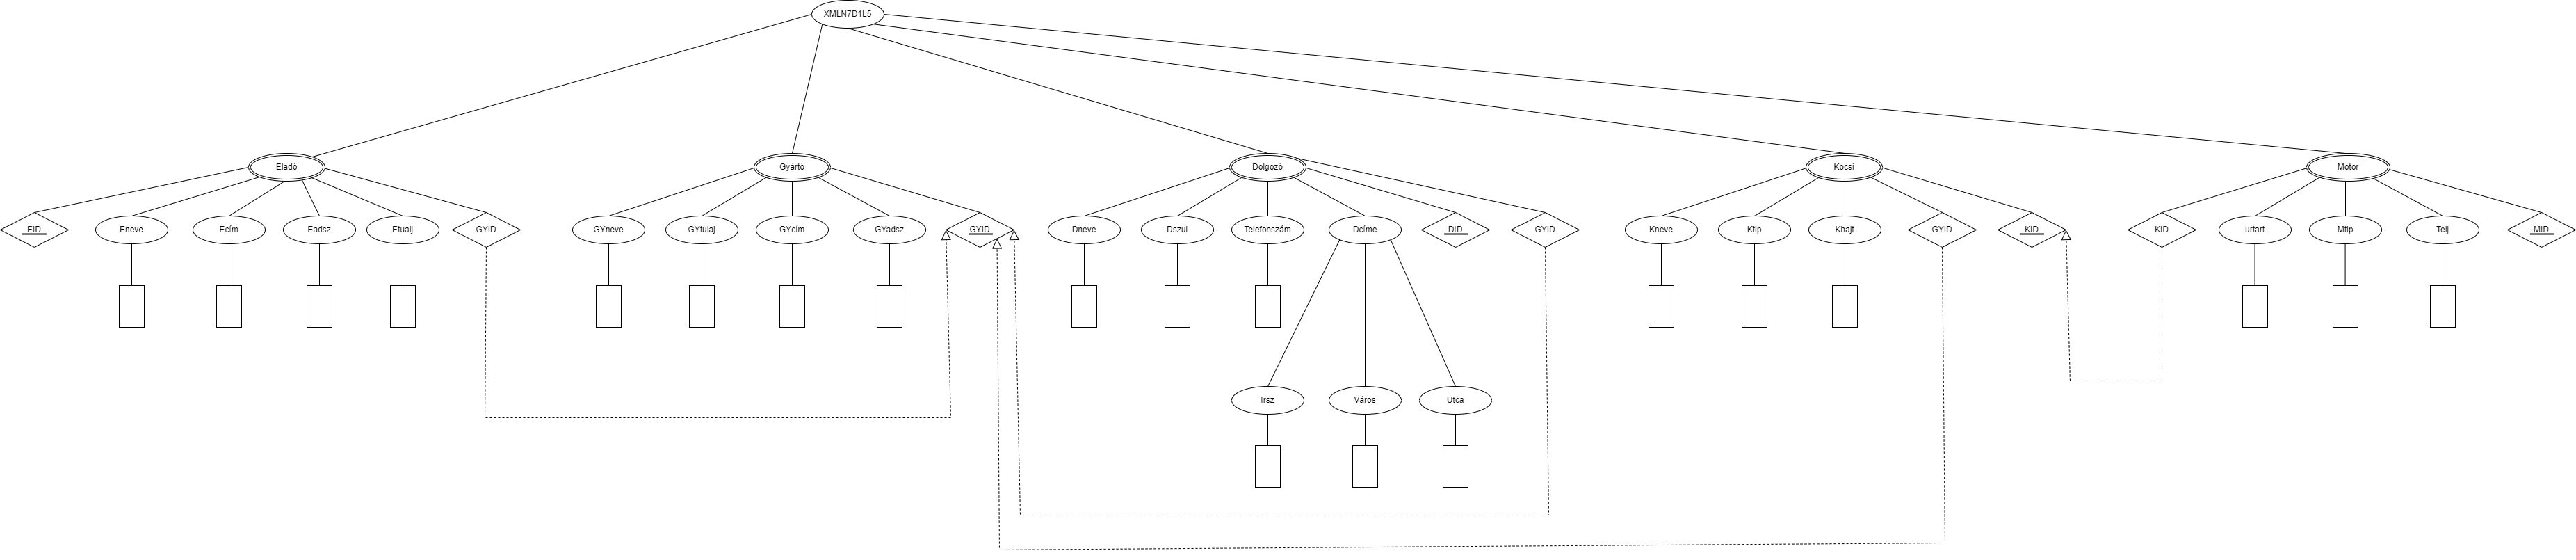 XMLN7D1L5
Eladó
Gyártó
Dolgozó
Kocsi
Motor
EID
Eneve
Ecím
Eadsz
Etualj
GYID
GYneve
GYtulaj
GYcím
GYadsz
GYID
Dneve
Dszul
Telefonszám
Dcíme
DID
GYID
Kneve
Ktip
Khajt
GYID
KID
KID
urtart
Mtip
Telj
MID
Irsz
Város
Utca